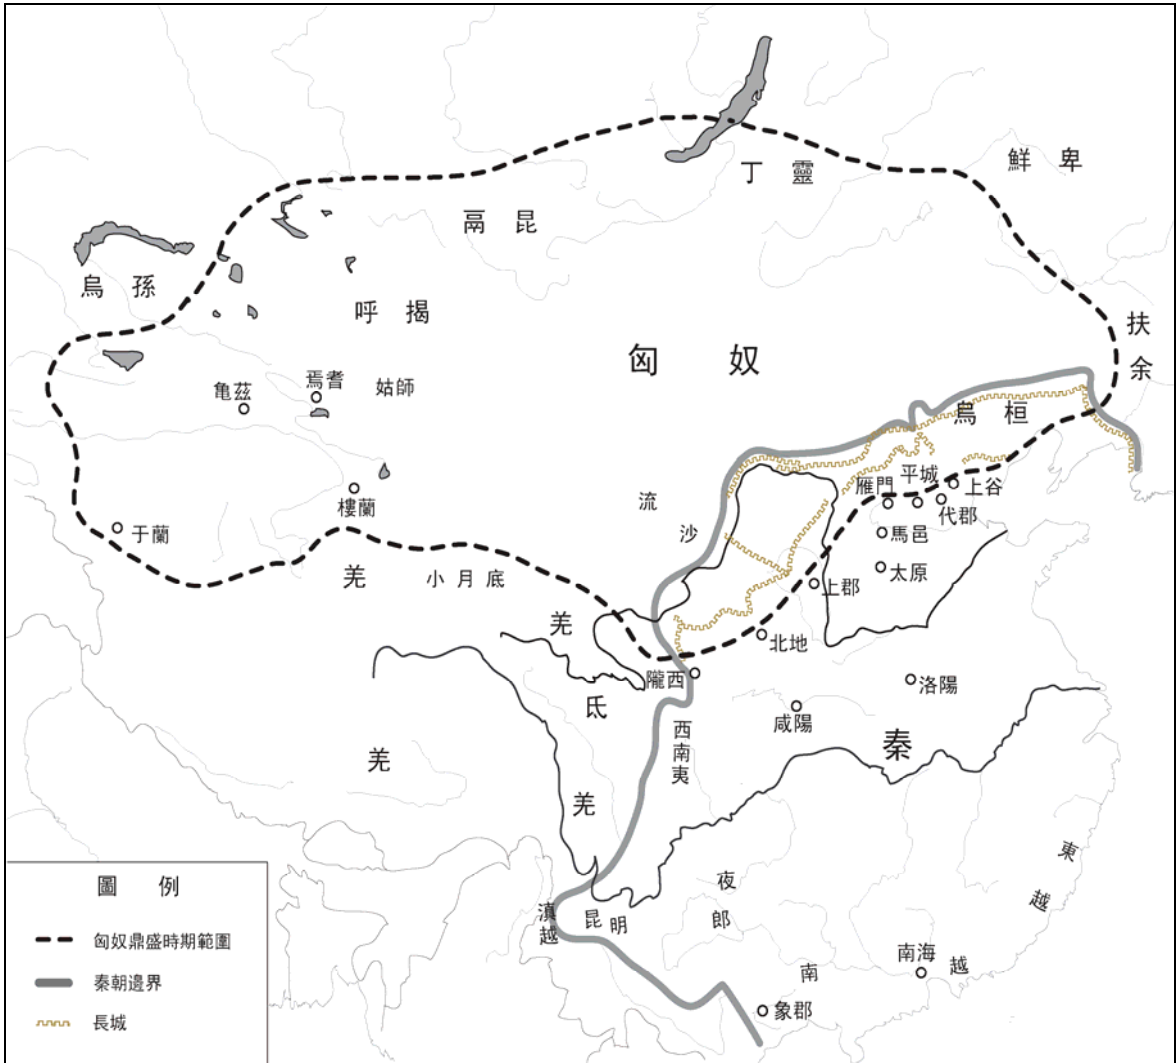 鮮卑
丁靈
鬲昆
烏孫
呼揭
扶余
匈奴
焉耆
姑師
龜茲
烏桓
樓蘭
于蘭
流沙
雁門
平城
上谷
代郡
馬邑
太原
上郡
羌
小月底
羌
北地
隴西
氐
洛陽
咸陽
西南夷
秦
羌
羌
滇越
昆明
夜郎
東越
南海
南越
象郡
圖例
匈奴鼎盛時期範圍
秦朝邊界
長城